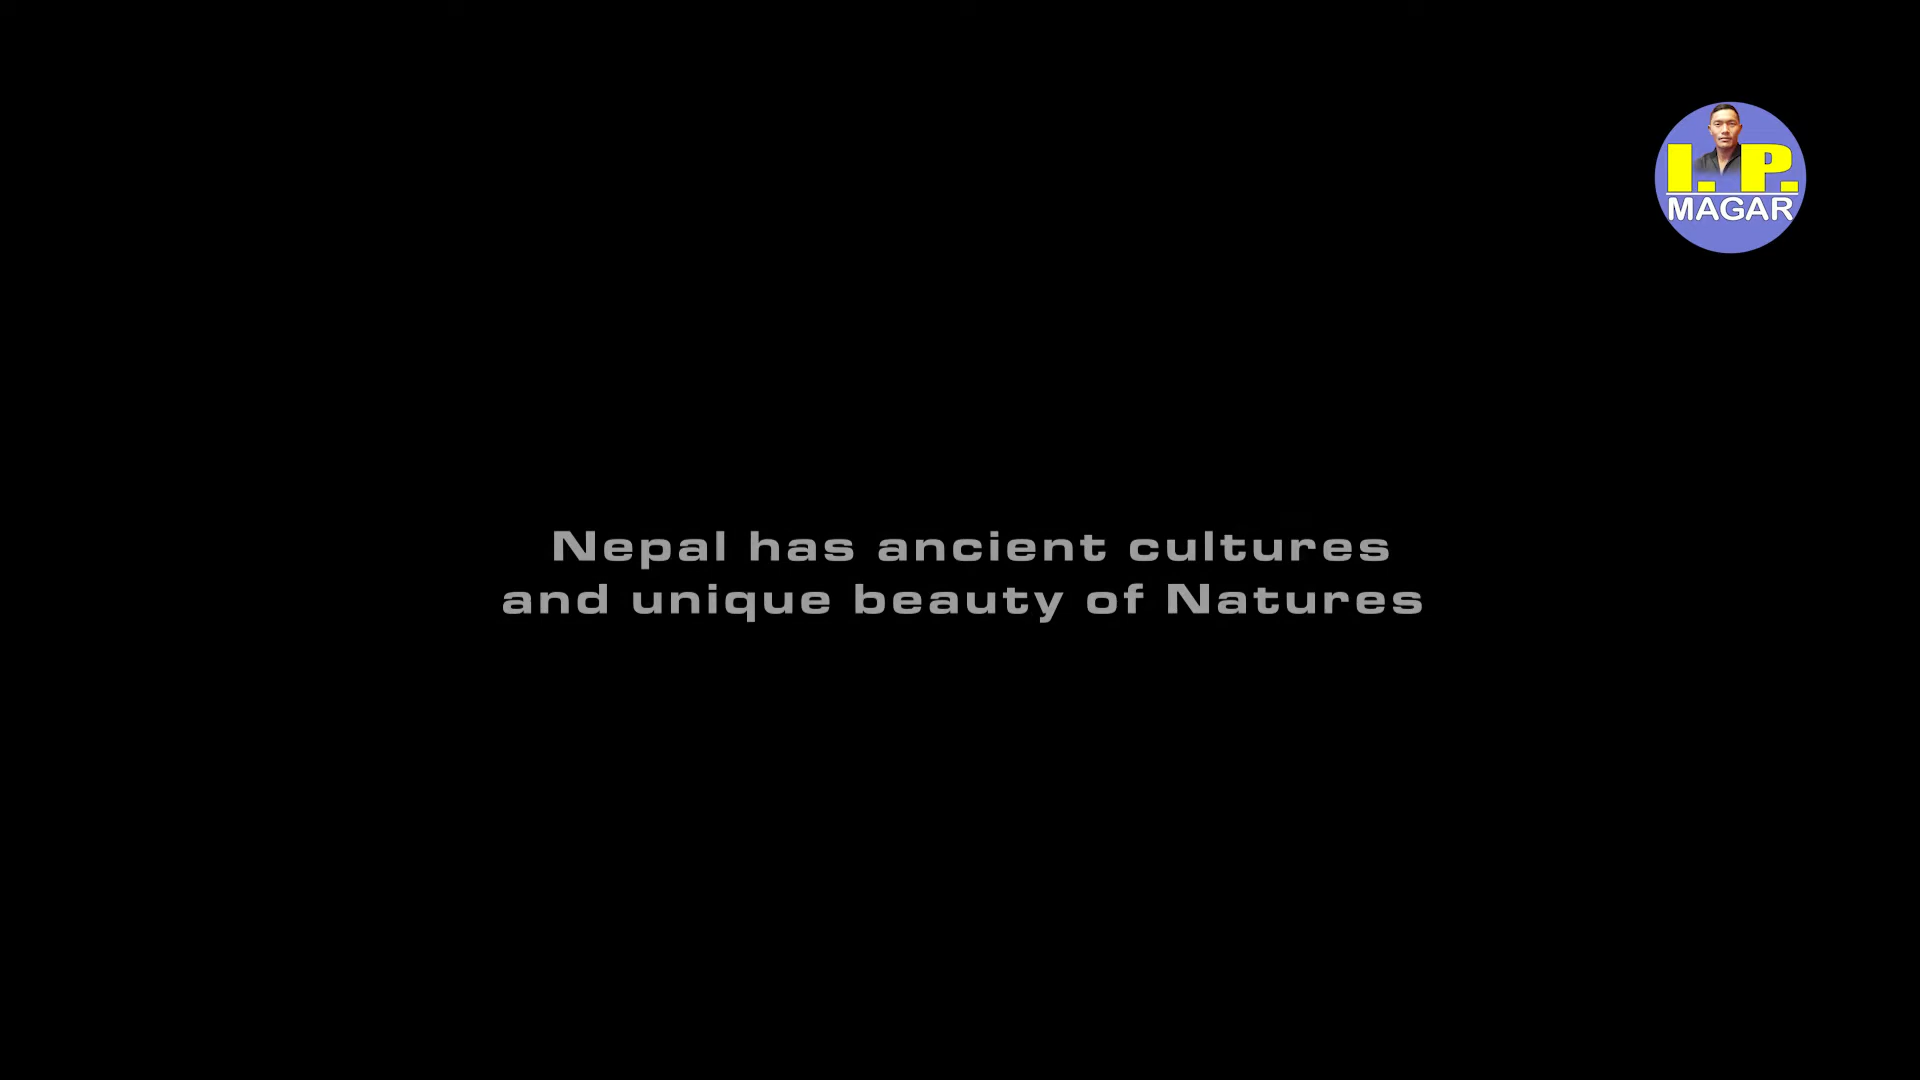 I. P.
MAGAR
Nepal has ancient cultures
and unique beauty of Natures